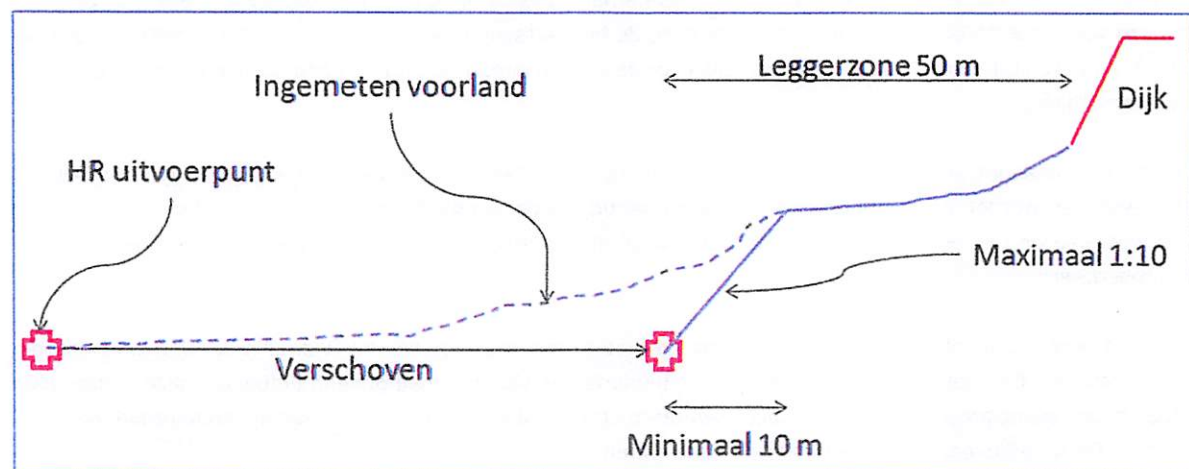 Leggerzone 50 m
Ingemeten voorland
Dijk
HR uitvoerpunt
Maximaal 1:10
Verschoven
Minimaal 10 m